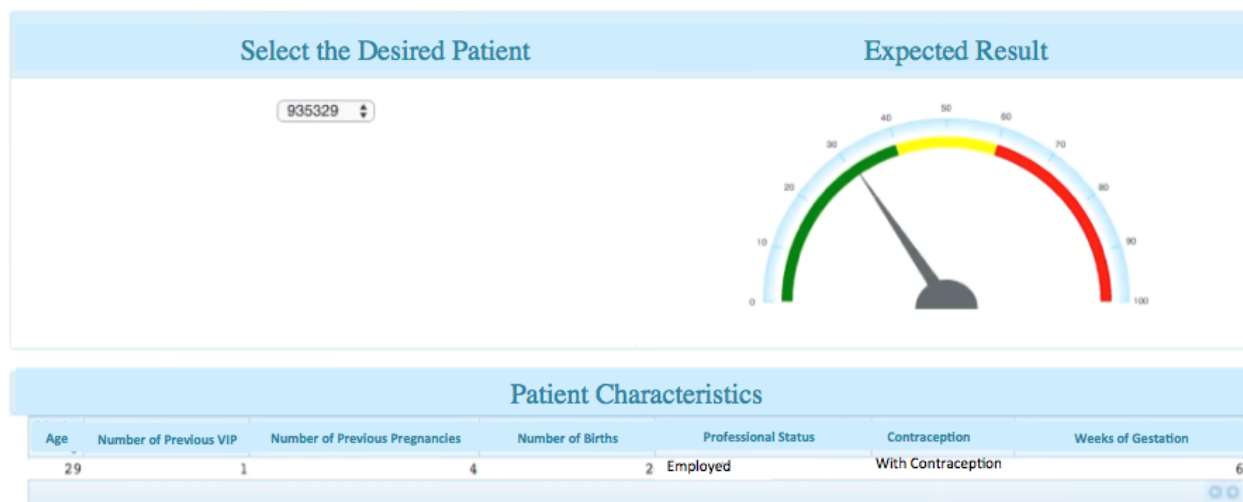 Select the Desired Patient
Expected Result
935329
0
10
20
30
40
50
60
70
80
90
100
Patient Characteristics
Age Number of Previous VIP Number of Previous Pregnancies Number of Births Professional Status Contraception Weeks of Gestation
29 1 4 2 Employed With Contraception 6